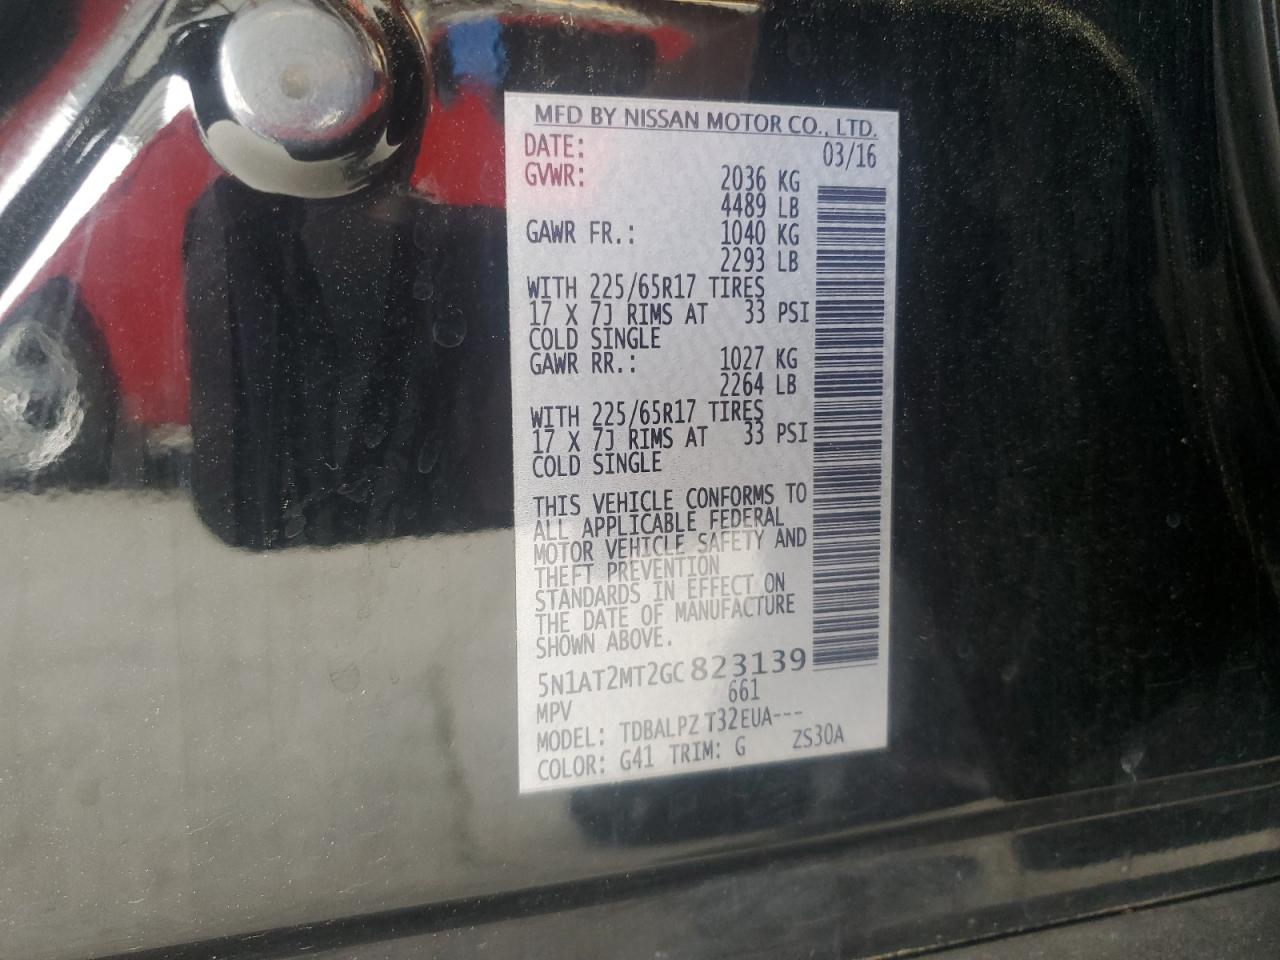 MFD BY NISSAN MOTOR CO., LTD.
DATE: 03/16
GVWR: 2036 KG
4489 LB
GAWR FR.: 1040 KG
2293 LB
WITH 225/65R17 TIRES
17 X 7J RIMS AT 33 PSI
COLD SINGLE
GAWR RR.: 1027 KG
2264 LB
WITH 225/65R17 TIRES
17 X 7J RIMS AT 33 PSI
COLD SINGLE
THIS VEHICLE CONFORMS TO
ALL APPLICABLE FEDERAL
MOTOR VEHICLE SAFETY AND
THEFT PREVENTION
STANDARDS IN EFFECT ON
THE DATE OF MANUFACTURE
SHOWN ABOVE.
5N1AT2MT2GC823139
MPV 661
MODEL: TDBALPZ T32EUA---
COLOR: G41 TRIM: G ZS30A